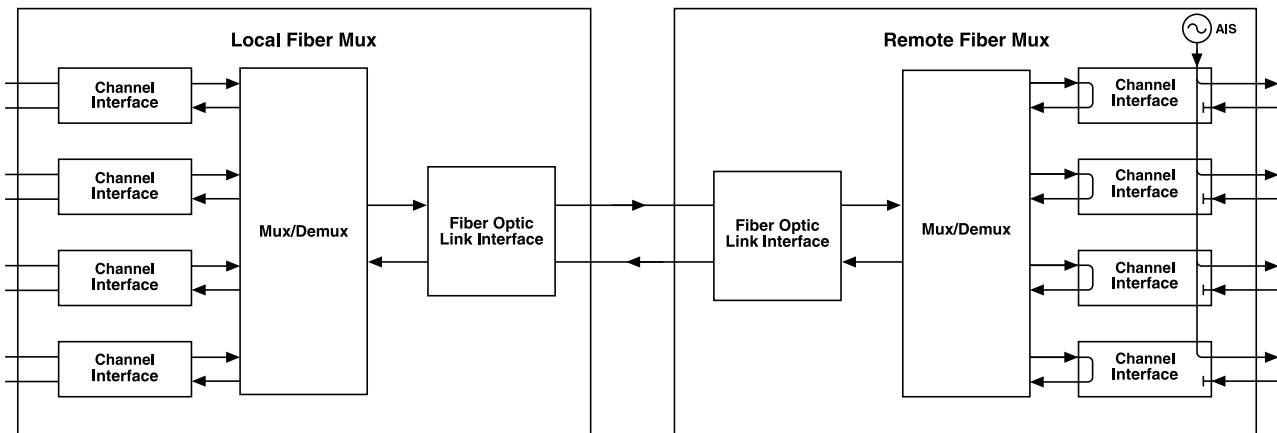 Local Fiber Mux
Channel
Interface
Channel
Interface
Channel
Interface
Channel
Interface
Mux/Demux
Fiber Optic
Link Interface
Remote Fiber Mux
AIS
Fiber Optic
Link Interface
Mux/Demux
Channel
Interface
Channel
Interface
Channel
Interface
Channel
Interface